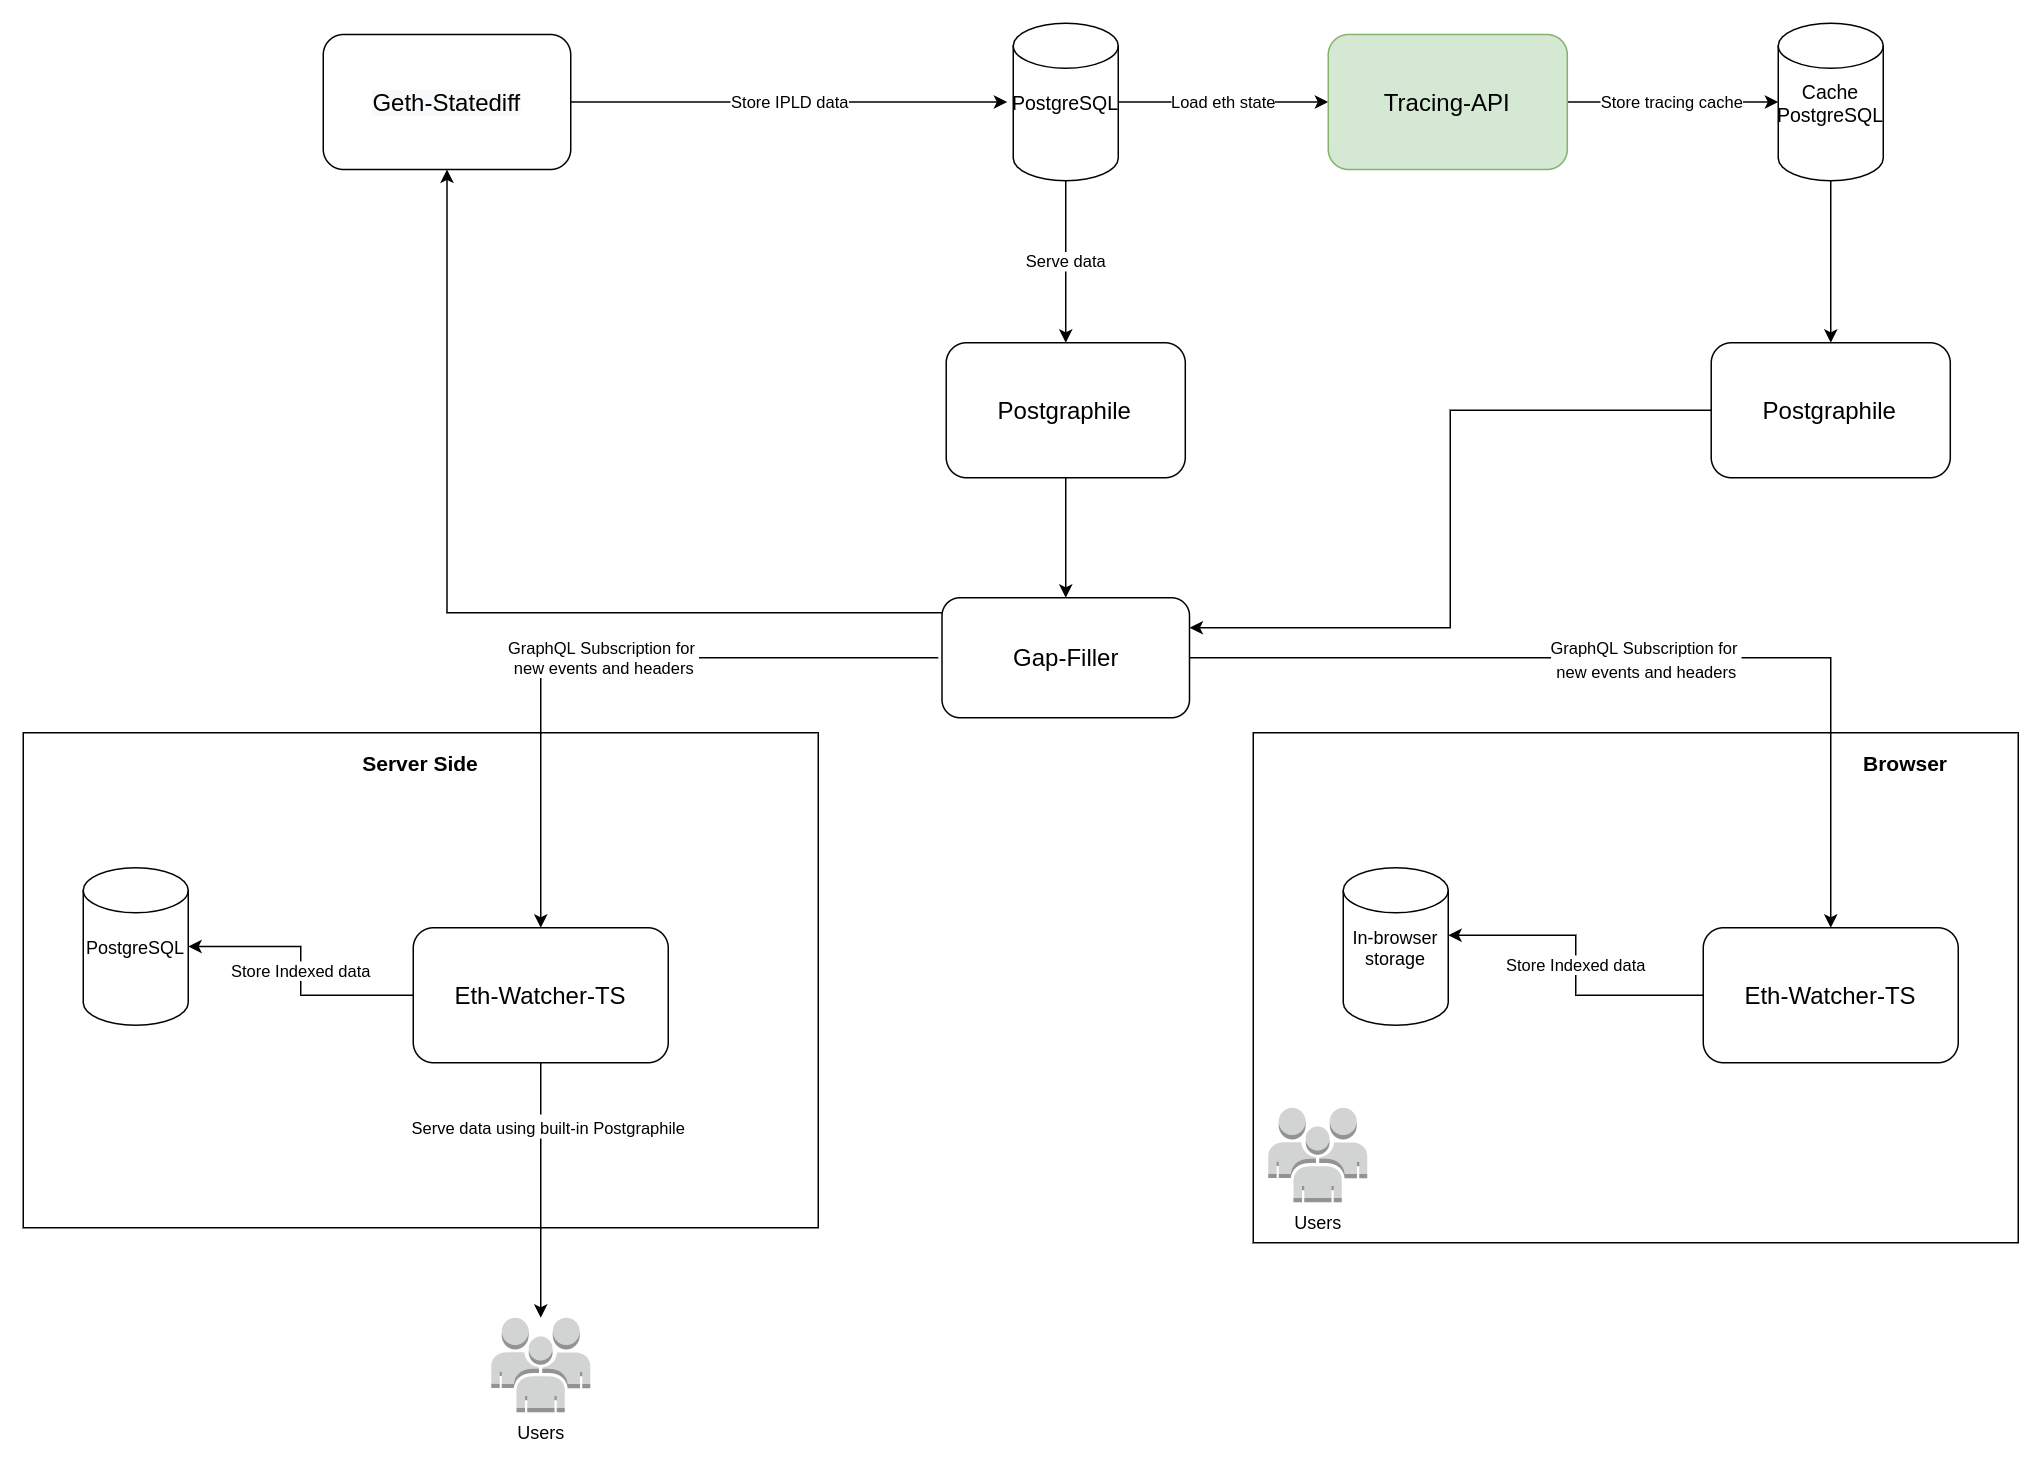 Geth-Statediff
Store IPLD data
PostgreSQL
Load eth state
Tracing-API
Store tracing cache
Cache
PostgreSQL
Serve data
Postgraphile
Postgraphile
Gap-Filler
GraphQL Subscription for
new events and headers
GraphQL Subscription for
new events and headers
Server Side
PostgreSQL
Store Indexed data
Eth-Watcher-TS
Serve data using built-in Postgraphile
Users
Browser
In-browser
storage
Store Indexed data
Eth-Watcher-TS
Users